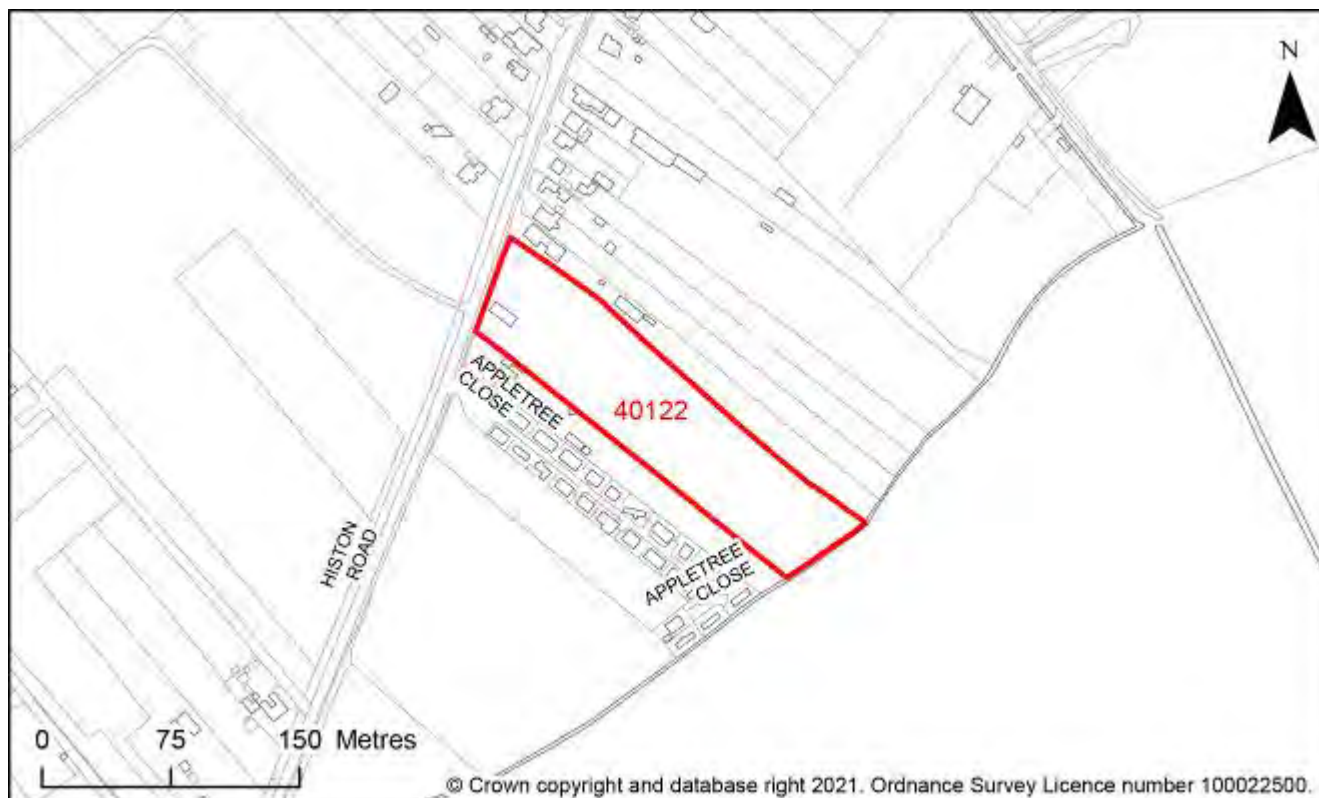 N
APPLETREE
CLOSE
40122
HISTON
ROAD
APPLETREE
CLOSE
0 75 150 Metres
© Crown copyright and database right 2021. Ordnance Survey Licence number 100022500.